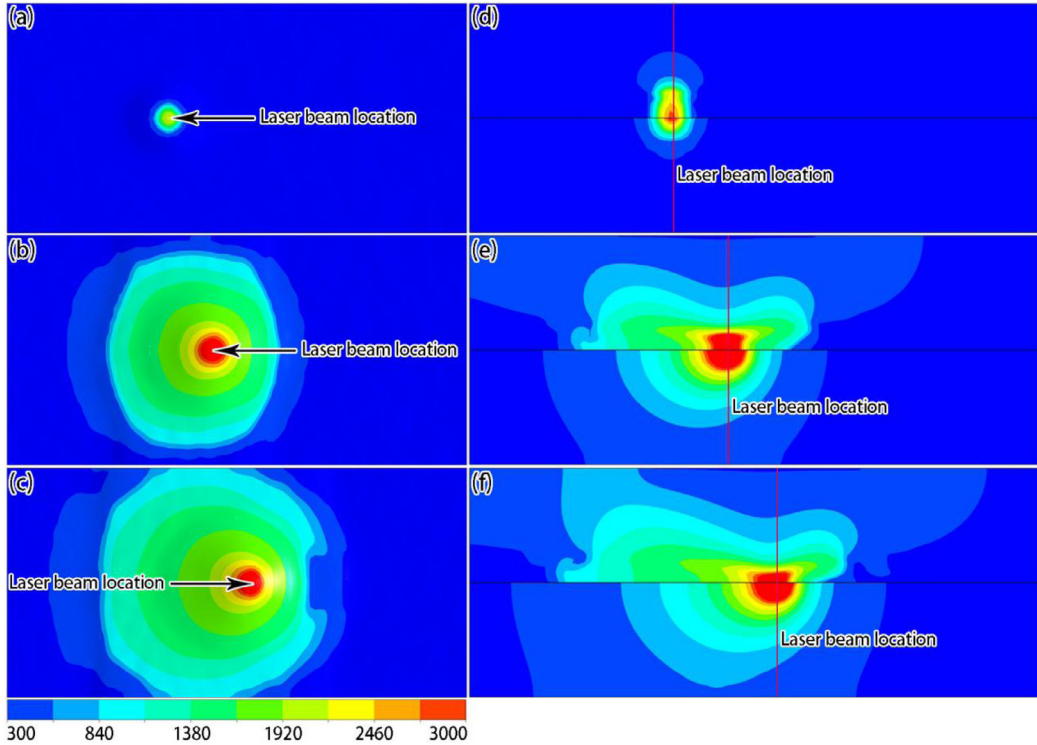 (a)
Laser beam location
(d)
Laser beam location
(b)
Laser beam location
(e)
Laser beam location
(c)
Laser beam location
(f)
Laser beam location
300 840 1380 1920 2460 3000